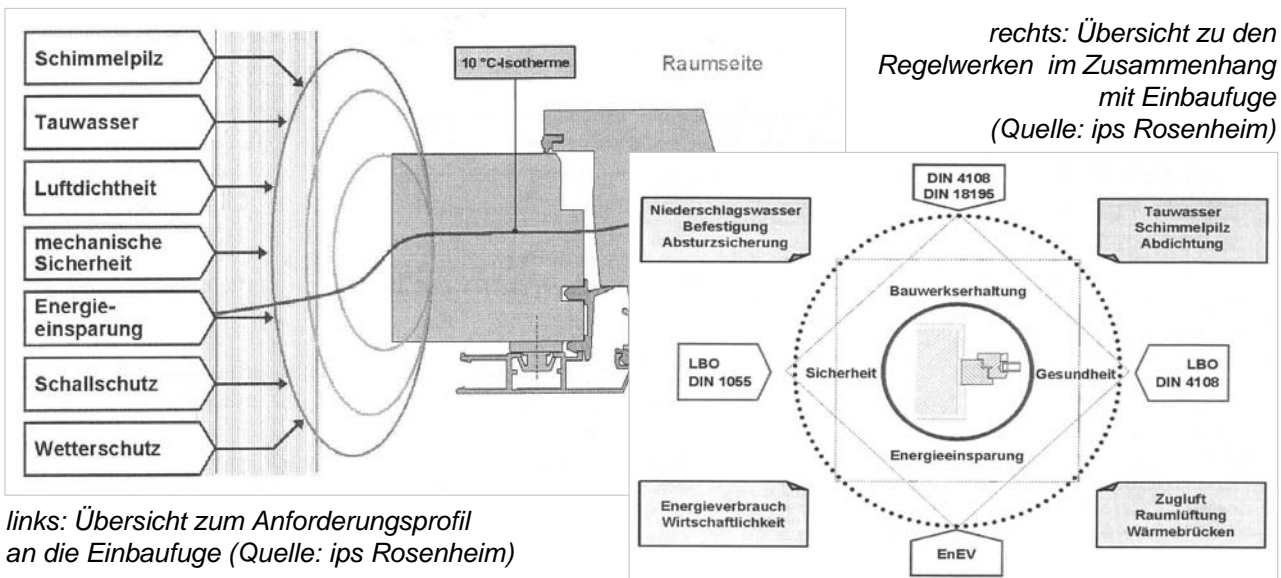 Schimmelpilz
Tauwasser
Luftdichtheit
mechanische
Sicherheit
Energie-
einsparung
Schallschutz
Wetterschutz
10 °C-Isotherme
Raumseite
rechts: Übersicht zu den
Regelwerken im Zusammenhang
mit Einbaufuge
(Quelle: ips Rosenheim)
DIN 4108
DIN 18195
Niederschlagswasser
Befestigung
Absturzsicherung
Tauwasser
Schimmelpilz
Abdichtung
Bauwerkserhaltung
LBO
DIN 1055
Sicherheit
Gesundheit
LBO
DIN 4108
Energieeinsparung
Energieverbrauch
Wirtschaftlichkeit
Zugluft
Raumlüftung
Wärmebrücken
EnEV
links: Übersicht zum Anforderungsprofil
an die Einbaufuge (Quelle: ips Rosenheim)